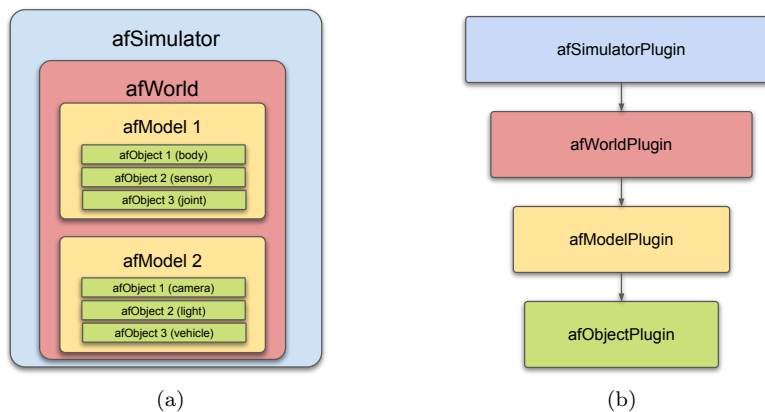 afSimulator
afWorld
afModel 1
afObject 1 (body)
afObject 2 (sensor)
afObject 3 (joint)
afModel 2
afObject 1 (camera)
afObject 2 (light)
afObject 3 (vehicle)
(a)
afSimulatorPlugin
afWorldPlugin
afModelPlugin
afObjectPlugin
(b)